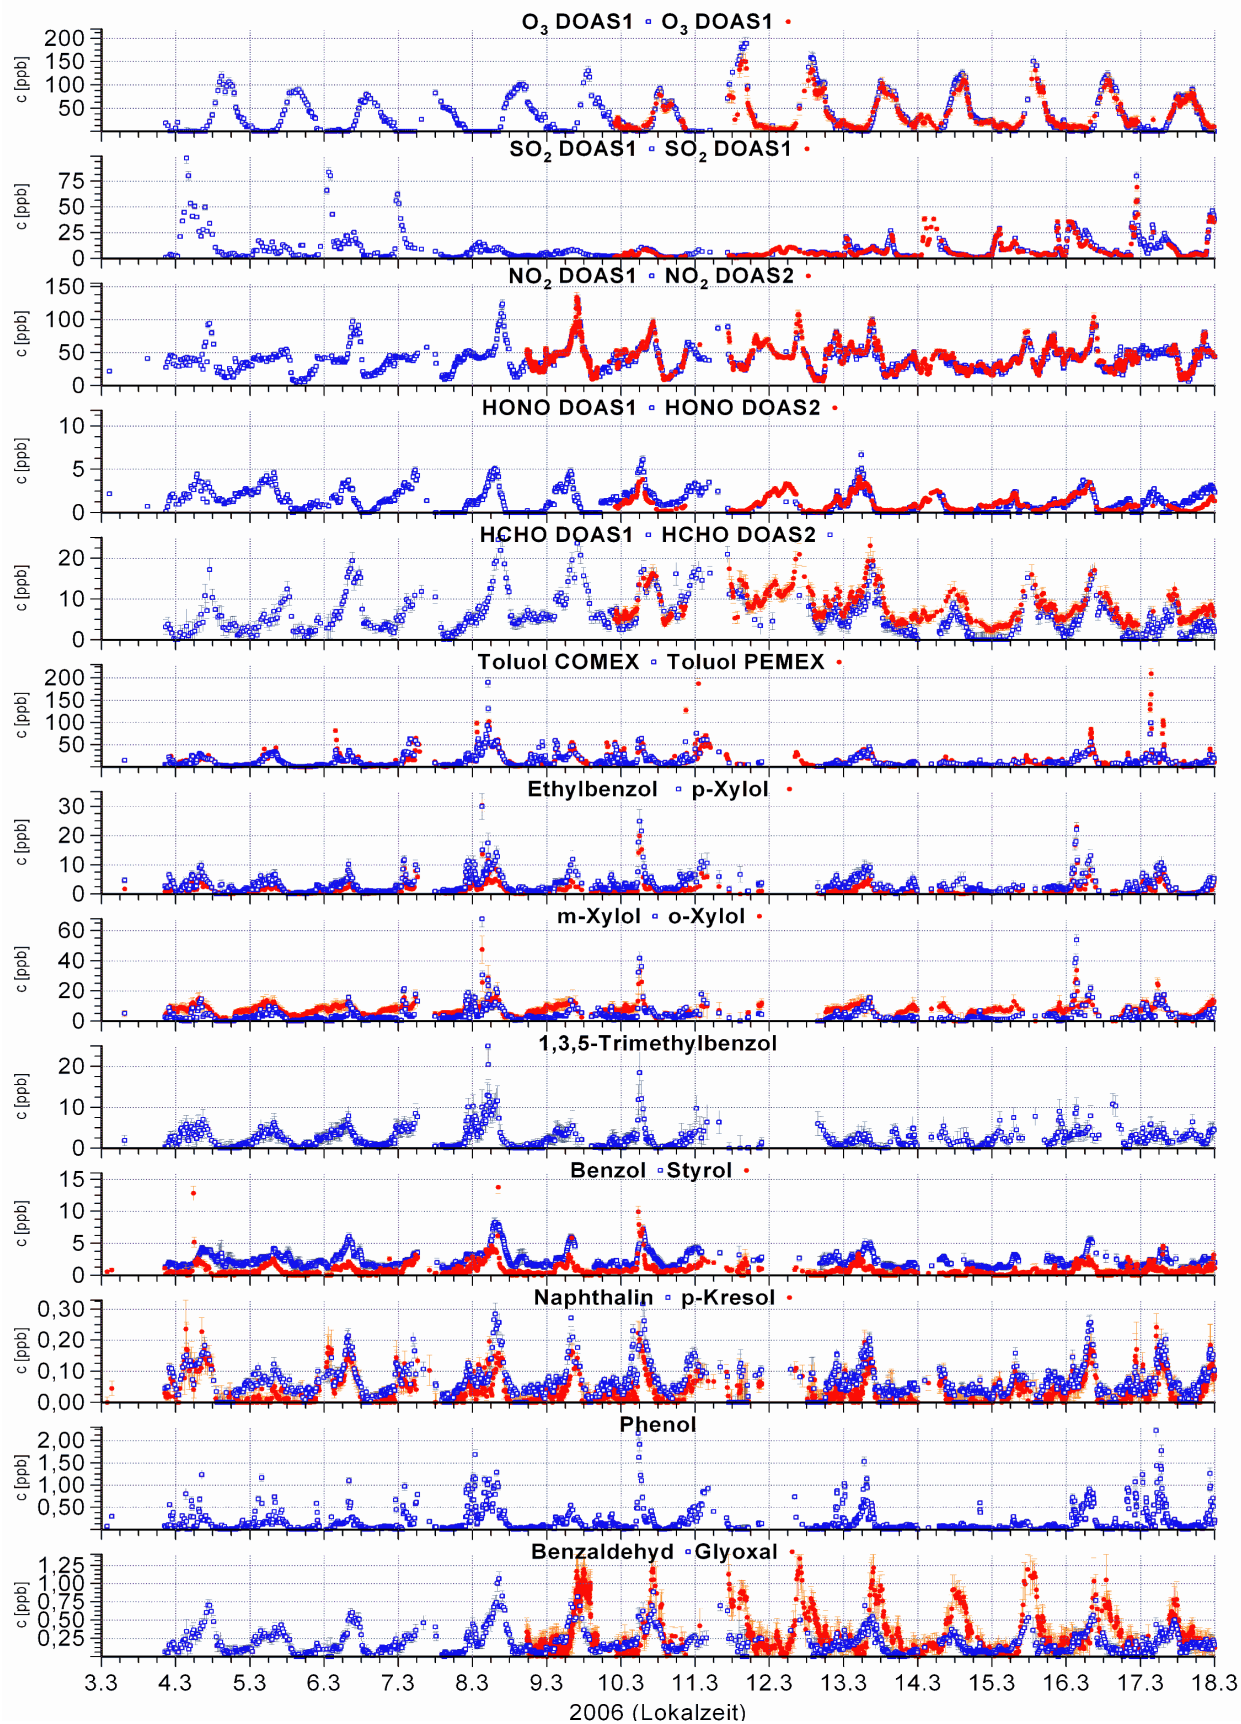 O3 DOAS1 O3 DOAS1
c [ppb]
200
150
100
50
SO2 DOAS1 SO2 DOAS1
c [ppb]
75
50
25
0
NO2 DOAS1 NO2 DOAS2
c [ppb]
150
100
50
0
HONO DOAS1 HONO DOAS2
c [ppb]
10
5
0
HCHO DOAS1 HCHO DOAS2
c [ppb]
20
10
0
Toluol COMEX Toluol PEMEX
c [ppb]
200
150
100
50
Ethylbenzol p-Xylol
c [ppb]
30
20
10
0
m-Xylol o-Xylol
c [ppb]
60
40
20
0
1,3,5-Trimethylbenzol
c [ppb]
20
10
0
Benzol Styrol
c [ppb]
15
10
5
0
Naphthalin p-Kresol
c [ppb]
0,30
0,20
0,10
0,00
Phenol
c [ppb]
2,00
1,50
1,00
0,50
Benzaldehyd Glyoxal
c [ppb]
1,25
1,00
0,75
0,50
0,25
3.3 4.3 5.3 6.3 7.3 8.3 9.3 10.3 11.3 12.3 13.3 14.3 15.3 16.3 17.3 18.3
2006 (Lokalzeit)